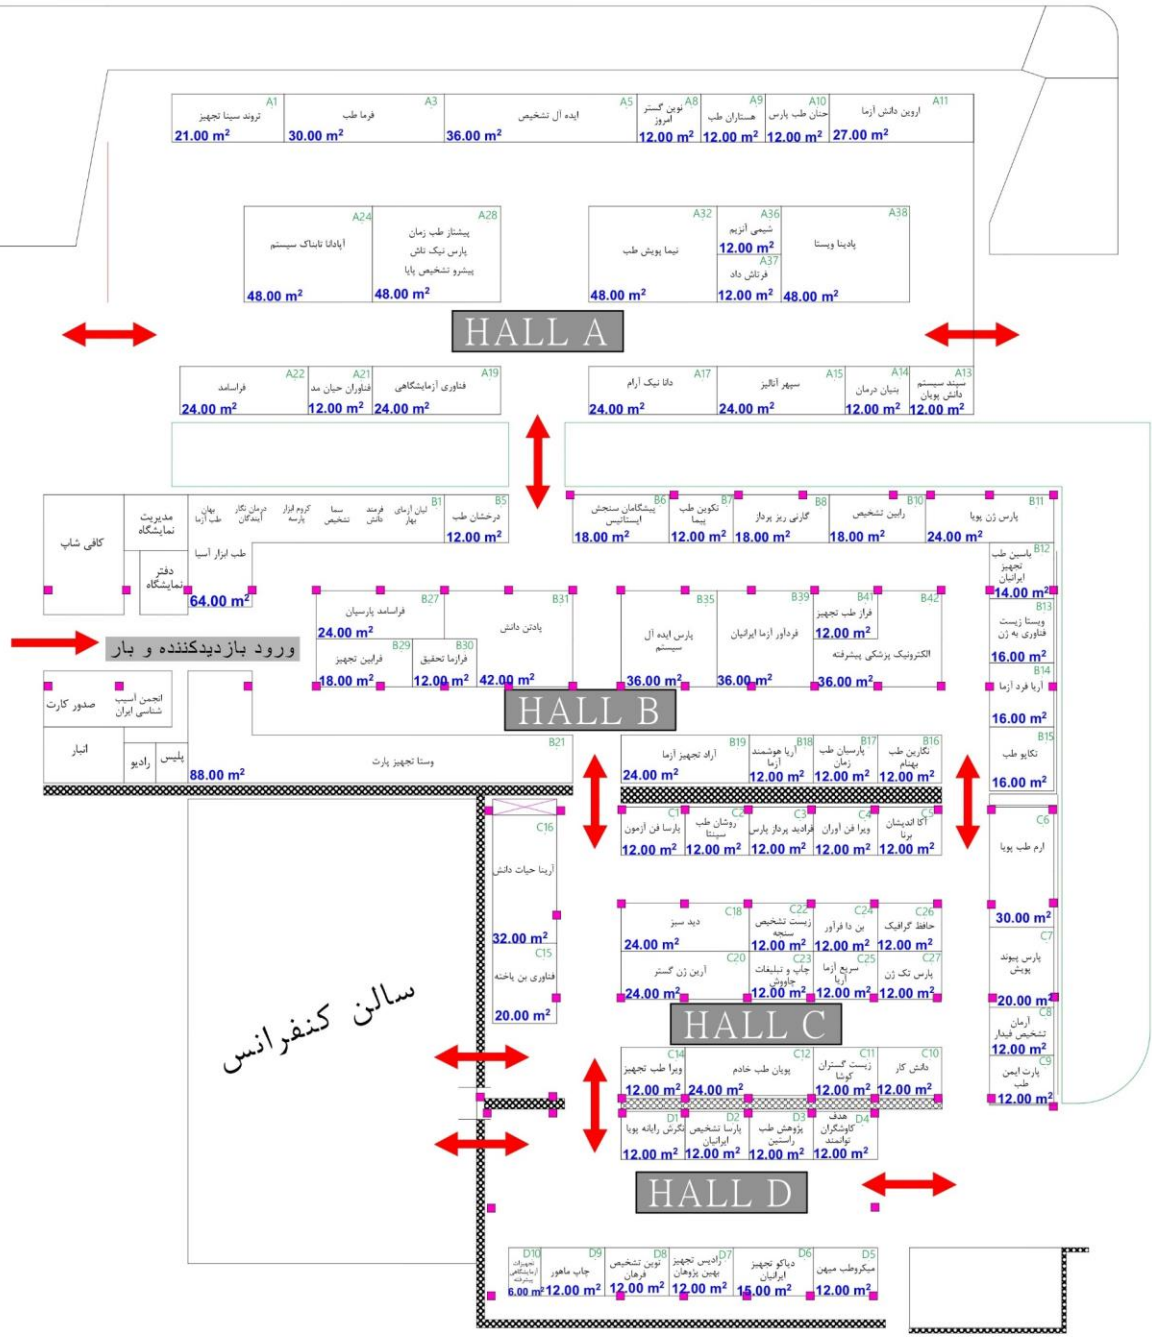 A1
تروند سینا تجهیز
21.00 m²
A3
فرما طب
30.00 m²
A5
ایده آل تشخیص
36.00 m²
A8
نوین گستر
امروز
12.00 m²
A9
هستاران طب
12.00 m²
A10
حنان طب پارس
12.00 m²
A11
اروین دانش آزما
27.00 m²
A24
آپادانا تابناک سیستم
48.00 m²
A28
پیشتاز طب زمان
پارس نیک تاش
پیشرو تشخیص پایا
48.00 m²
A32
نیما پویش طب
48.00 m²
A36
شیمی آنزیم
12.00 m²
A37
فرتاش داد
12.00 m²
A38
پادینا ویستا
48.00 m²
HALL A
A22
فراسامد
24.00 m²
A21
فناوران حیان مد
12.00 m²
A19
فناوری آزمایشگاهی
24.00 m²
A17
دانا نیک آرام
24.00 m²
A15
سپهر آنالیز
24.00 m²
A14
بنیان درمان
12.00 m²
A13
سپند سیستم
دانش پویان
12.00 m²
کافی شاپ
مدیریت
نمایشگاه
دفتر
نمایشگاه
بهان
طب آزما
درمان نگار
آیندگان
کروم ابزار
پارسه
سما
تشخیص
فرمند
دانش
لیان آزمای
بهار
B1
طب ابزار آسیا
64.00 m²
B5
درخشان طب
12.00 m²
B6
پیشگامان سنجش
ایستاتیس
18.00 m²
B7
تکوین طب
پیما
12.00 m²
B8
گارنی ریز پرداز
18.00 m²
B10
رابین تشخیص
18.00 m²
B11
پارس ژن پویا
24.00 m²
B12
یاسین طب
تجهیز
ایرانیان
14.00 m²
B13
ویستا زیست
فناوری به ژن
16.00 m²
B14
آریا فرد آزما
16.00 m²
B15
تکاپو طب
16.00 m²
B27
فراسامد پارسیان
24.00 m²
B29
فرابین تجهیز
18.00 m²
B30
فرازما تحقیق
12.00 m²
B31
پادتن دانش
42.00 m²
B35
پارس ایده آل
سیستم
36.00 m²
B39
فردآور آزما ایرانیان
36.00 m²
B41
فراز طب تجهیز
12.00 m²
B42
الکترونیک پزشکی پیشرفته
36.00 m²
ورود بازدیدکننده و بار
HALL B
صدور کارت
انجمن آسیب
شناسی ایران
انبار
رادیو
پلیس
B21
وستا تجهیز پارت
88.00 m²
B19
آراد تجهیز آزما
24.00 m²
B18
آریا هوشمند
آزما
12.00 m²
B17
پارسیان طب
زمان
12.00 m²
B16
نگارین طب
بهنام
12.00 m²
C1
پارسا فن آزمون
12.00 m²
C2
روشان طب
سپنتا
12.00 m²
C3
فرادید پرداز پارس
12.00 m²
C4
ویرا فن آوران
12.00 m²
C5
آکا اندیشان
برنا
12.00 m²
C6
ارم طب پویا
30.00 m²
C16
آرینا حیات دانش
32.00 m²
C15
فناوری بن یاخته
20.00 m²
C18
دید سبز
24.00 m²
C22
زیست تشخیص
سنجه
12.00 m²
C24
بن دا فرآور
12.00 m²
C26
حافظ گرافیک
12.00 m²
C20
آرین ژن گستر
24.00 m²
C23
چاپ و تبلیغات
چاووش
12.00 m²
C25
سریع آزما
آریا
12.00 m²
C27
پارس تک ژن
12.00 m²
C7
پارس پیوند
پویش
20.00 m²
C8
آرمان
تشخیص فیدار
12.00 m²
C9
پارت ایمن
طب
12.00 m²
سالن کنفرانس
HALL C
C14
ویرا طب تجهیز
12.00 m²
C12
پویان طب خادم
24.00 m²
C11
زیست گستران
کوشا
12.00 m²
C10
دانش کار
12.00 m²
D1
نگرش رایانه پویا
12.00 m²
D2
پارسا تشخیص
ایرانیان
12.00 m²
D3
پژوهش طب
راستین
12.00 m²
D4
هدف
کاوشگران
توانمند
12.00 m²
HALL D
D10
تجهیزات
آزمایشگاهی
پیشرفته
6.00 m²
D9
چاپ ماهور
12.00 m²
D8
نوین تشخیص
فرهان
12.00 m²
D7
رادیس تجهیز
بهین پژوهان
12.00 m²
D6
دیاکو تجهیز
ایرانیان
15.00 m²
D5
میکروطب میهن
12.00 m²